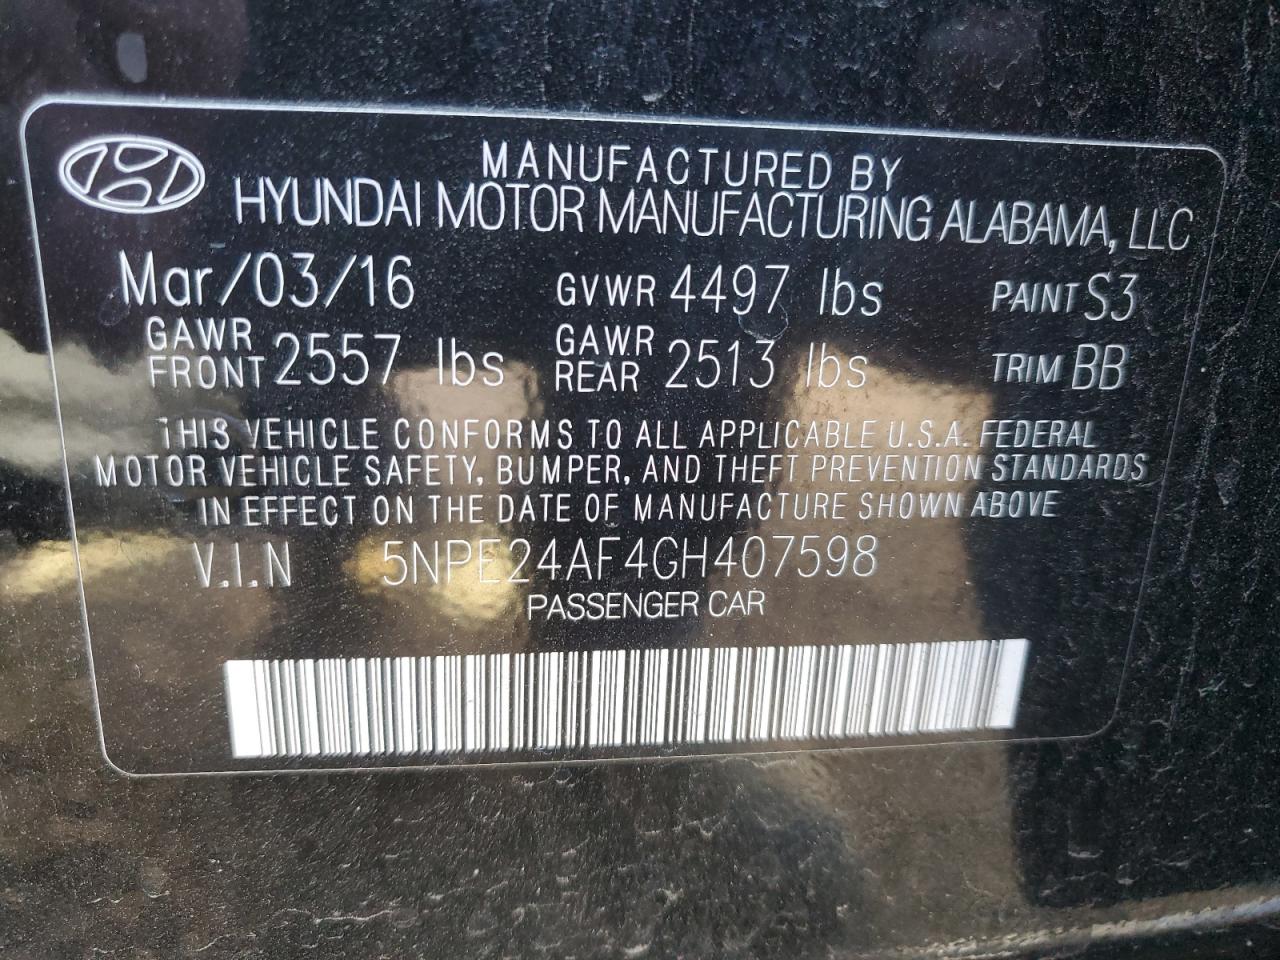 MANUFACTURED BY
HYUNDAI MOTOR MANUFACTURING ALABAMA, LLC
Mar/03/16 GVWR 4497 lbs PAINT S3
GAWR FRONT 2557 lbs GAWR REAR 2513 lbs TRIM BB
THIS VEHICLE CONFORMS TO ALL APPLICABLE U.S.A. FEDERAL
MOTOR VEHICLE SAFETY, BUMPER, AND THEFT PREVENTION STANDARDS
IN EFFECT ON THE DATE OF MANUFACTURE SHOWN ABOVE
V.I.N 5NPE24AF4GH407598
PASSENGER CAR